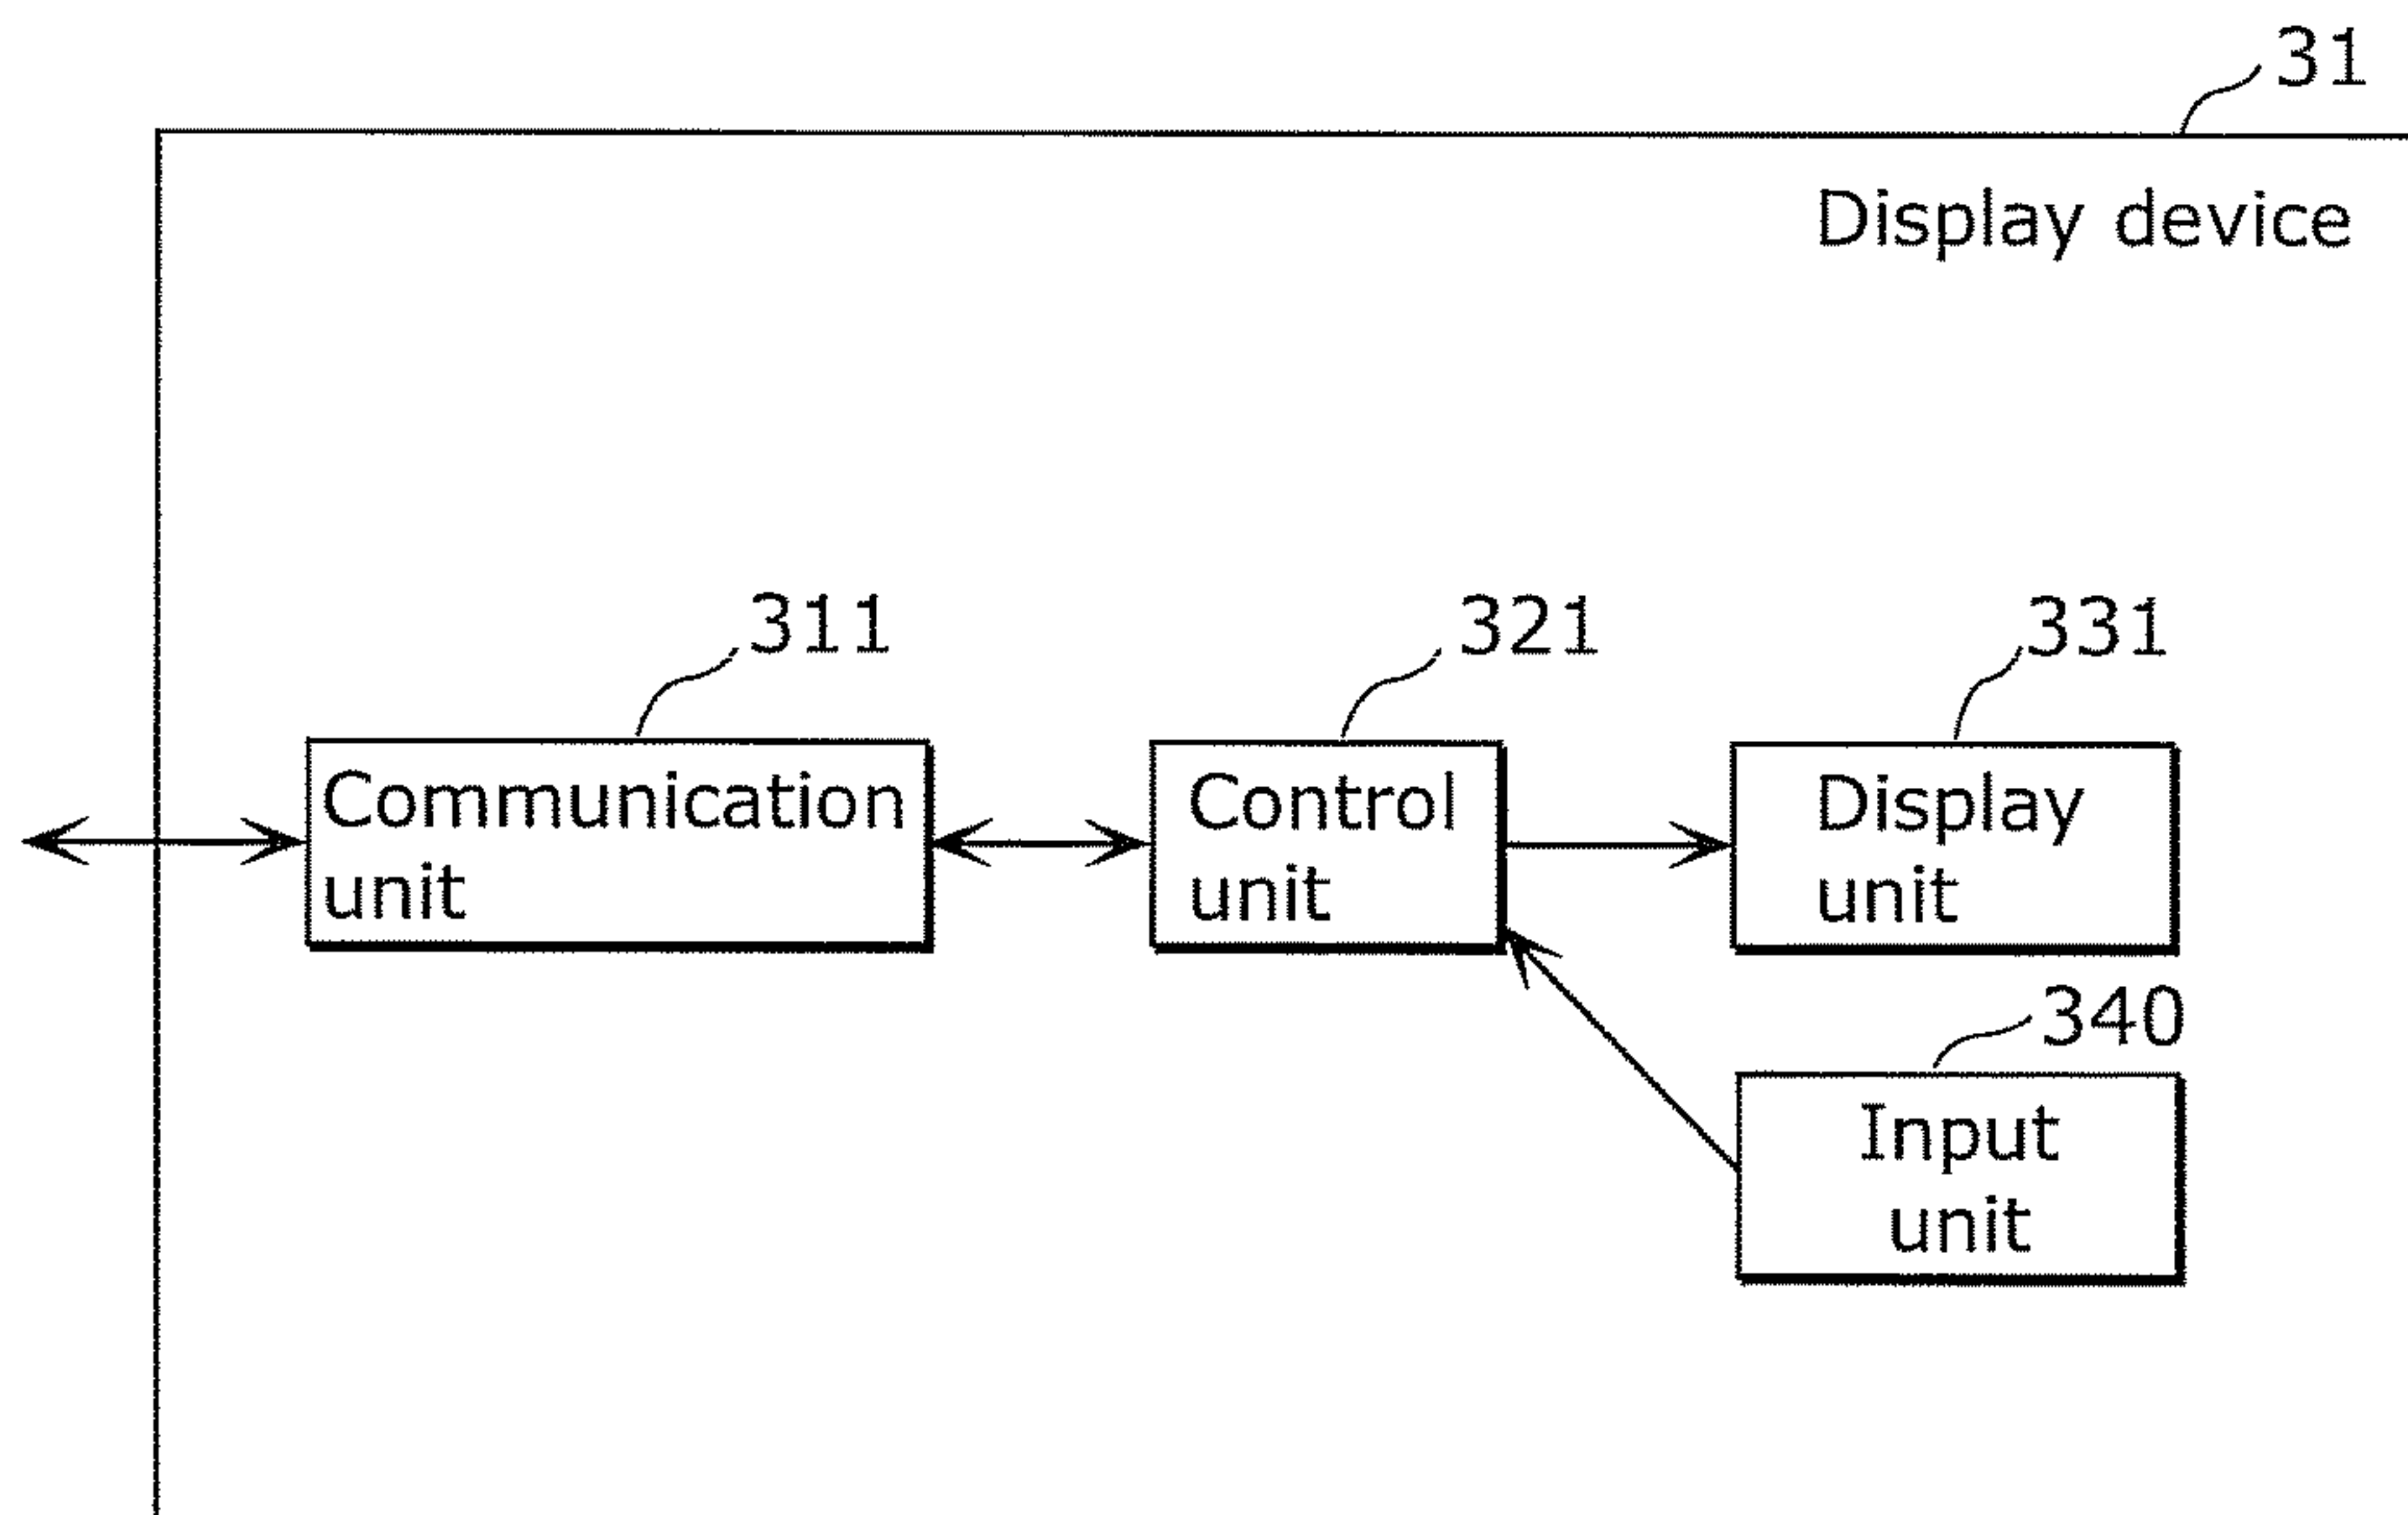 31
Display device
311
321
331
Communication
unit
Control
unit
Display
unit
340
Input
unit